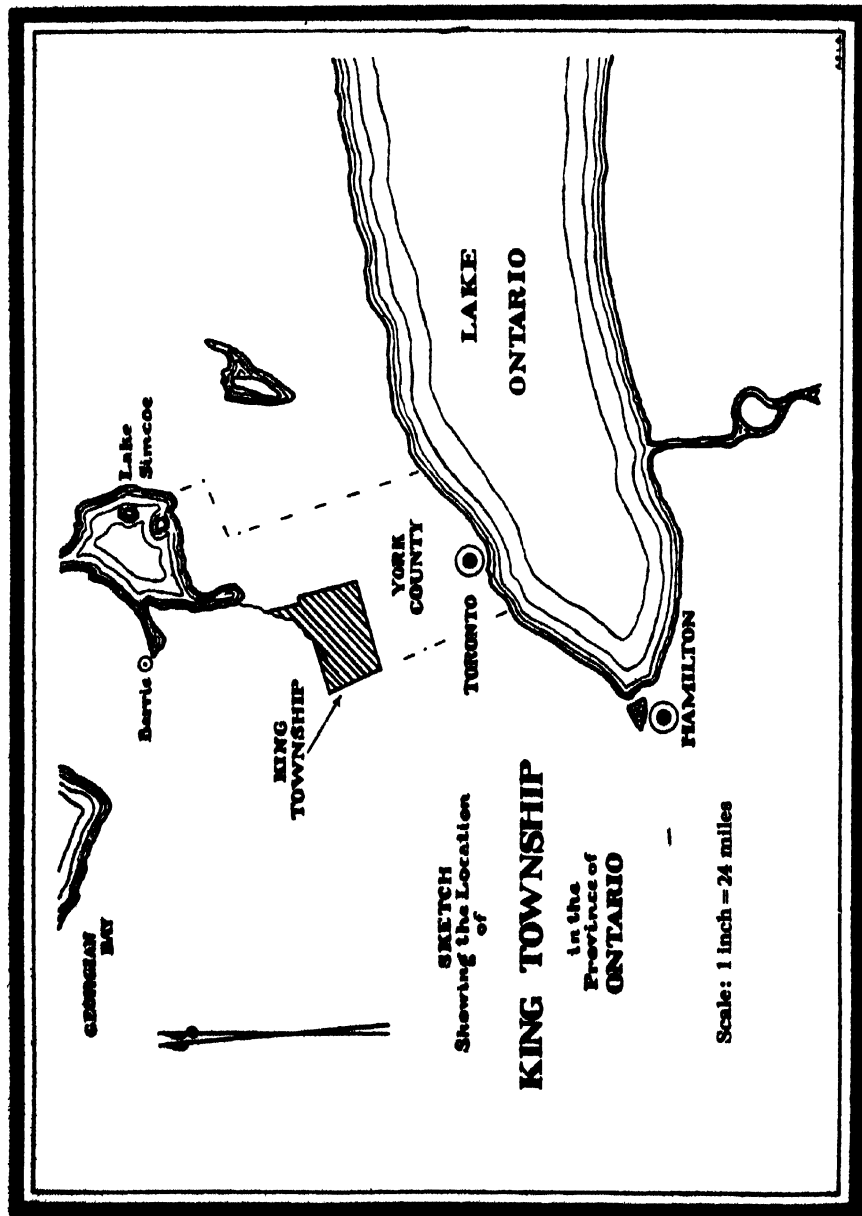 GEORGIAN
BAY
Barrie
Lake
Simcoe
KING
TOWNSHIP
YORK
COUNTY
TORONTO
LAKE
ONTARIO
HAMILTON
SKETCH
Showing the Location
of
KING TOWNSHIP
in the
Province of
ONTARIO
Scale: 1 inch = 24 miles